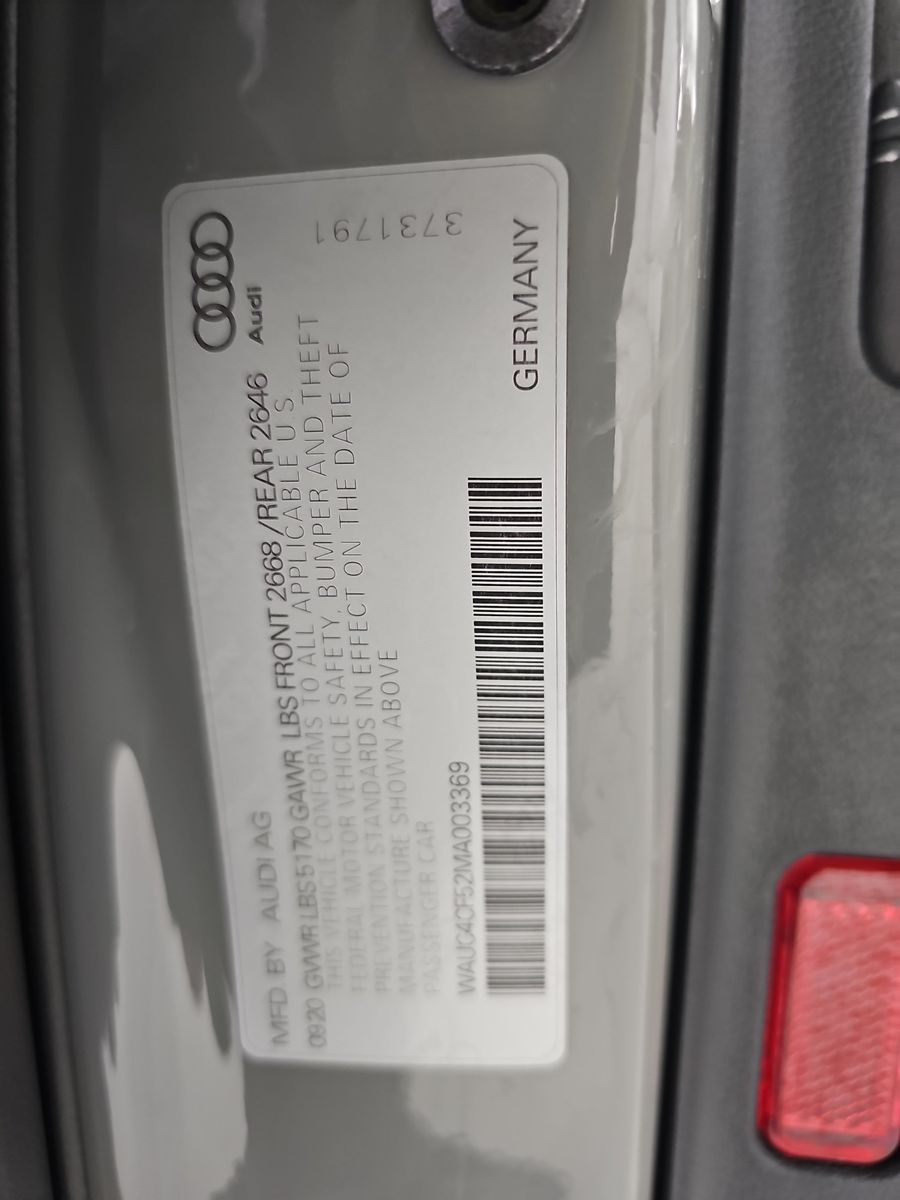 MFD BY AUDI AG
0920 GVWR LBS 5170 GAWR LBS FRONT 2668 / REAR 2646
THIS VEHICLE CONFORMS TO ALL APPLICABLE U.S.
FEDERAL MOTOR VEHICLE SAFETY, BUMPER AND THEFT
PREVENTION STANDARDS IN EFFECT ON THE DATE OF
MANUFACTURE SHOWN ABOVE
PASSENGER CAR
WAUC4CF52MA003369
Audi
3731791
GERMANY